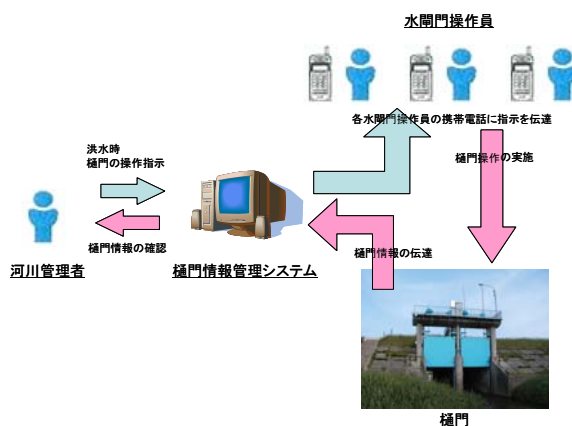 水閘門操作員
各水閘門操作員の携帯電話に指示を伝達
洪水時
樋門の操作指示
樋門操作の実施
樋門情報の確認
樋門情報の伝達
河川管理者
樋門情報管理システム
樋門